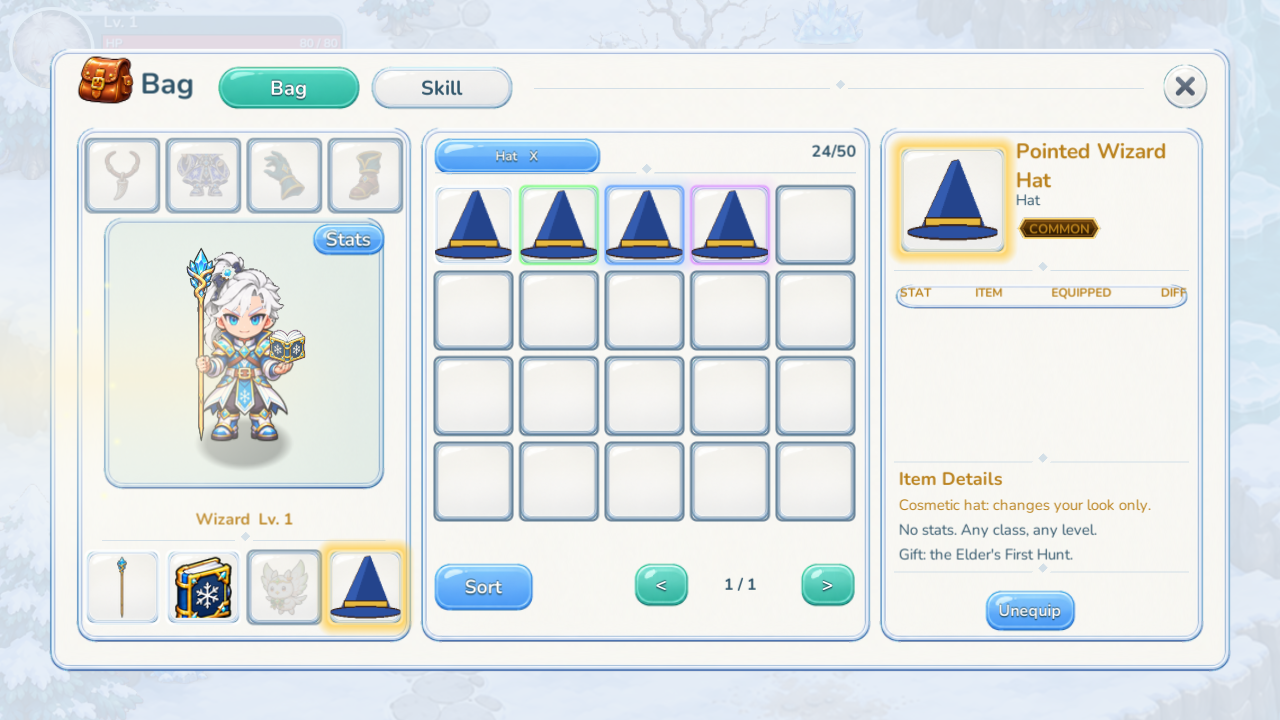 Lv. 1
HP 80 / 80
Bag
Bag
Skill
Hat X
24/50
Stats
Wizard Lv. 1
Sort
<
1 / 1
>
Pointed Wizard
Hat
Hat
COMMON
STAT ITEM EQUIPPED DIFF
Item Details
Cosmetic hat: changes your look only.
No stats. Any class, any level.
Gift: the Elder's First Hunt.
Unequip